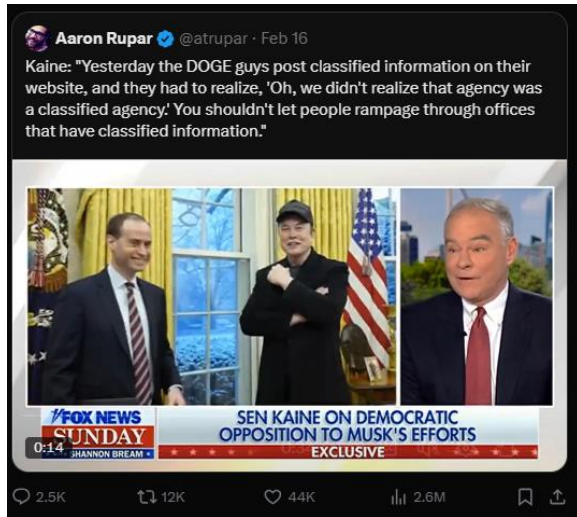 Aaron Rupar @atrupar · Feb 16
Kaine: "Yesterday the DOGE guys post classified information on their
website, and they had to realize, 'Oh, we didn't realize that agency was
a classified agency.' You shouldn't let people rampage through offices
that have classified information."
FOX NEWS
SUNDAY
SHANNON BREAM
0:14
SEN KAINE ON DEMOCRATIC
OPPOSITION TO MUSK'S EFFORTS
EXCLUSIVE
2.5K 12K 44K 2.6M